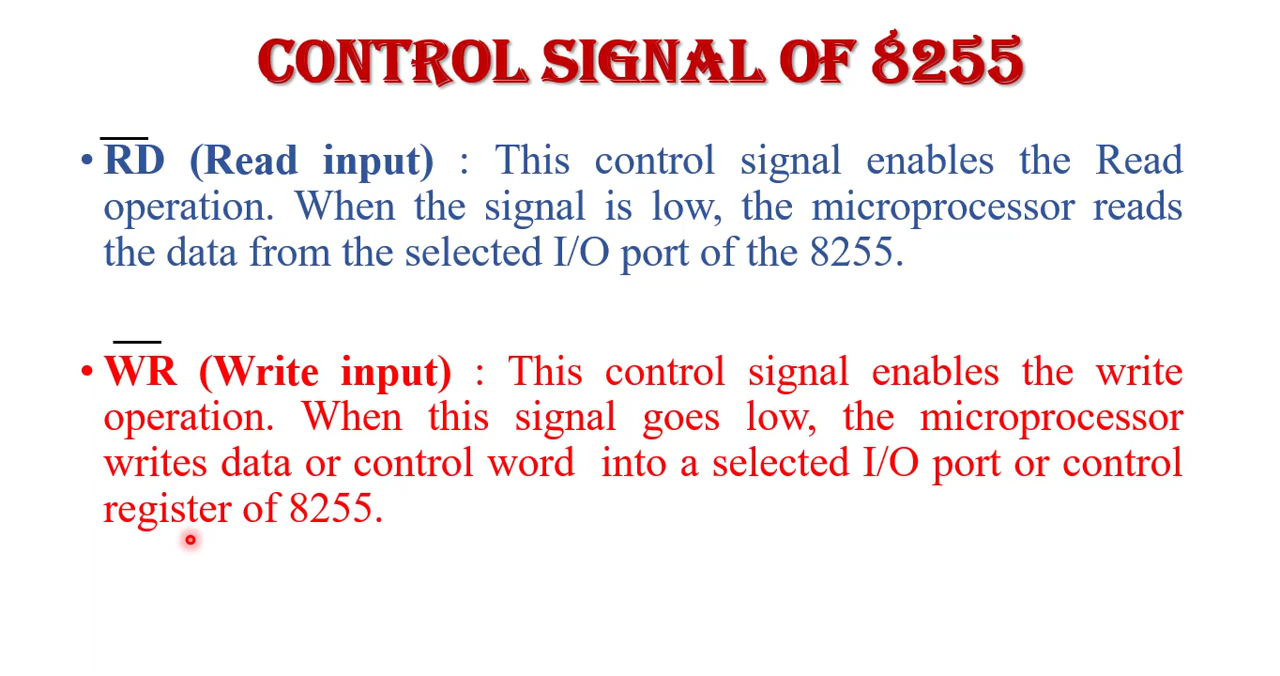 CONTROL SIGNAL OF 8255
• RD (Read input) : This control signal enables the Read
operation. When the signal is low, the microprocessor reads
the data from the selected I/O port of the 8255.
• WR (Write input) : This control signal enables the write
operation. When this signal goes low, the microprocessor
writes data or control word into a selected I/O port or control
register of 8255.